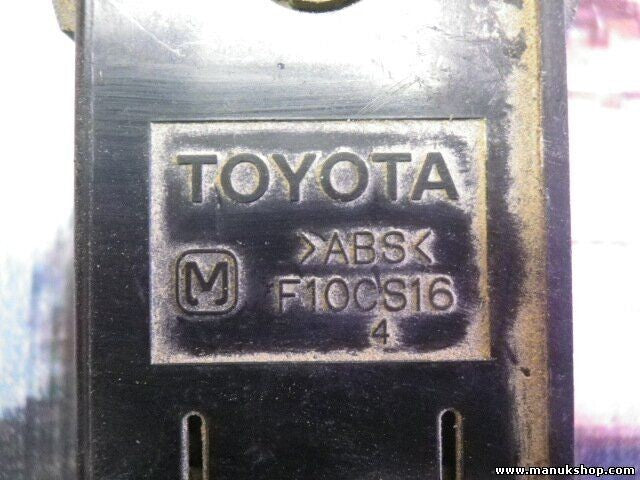 TOYOTA
>ABS<
M
F10CS16
4
www.manukshop.com